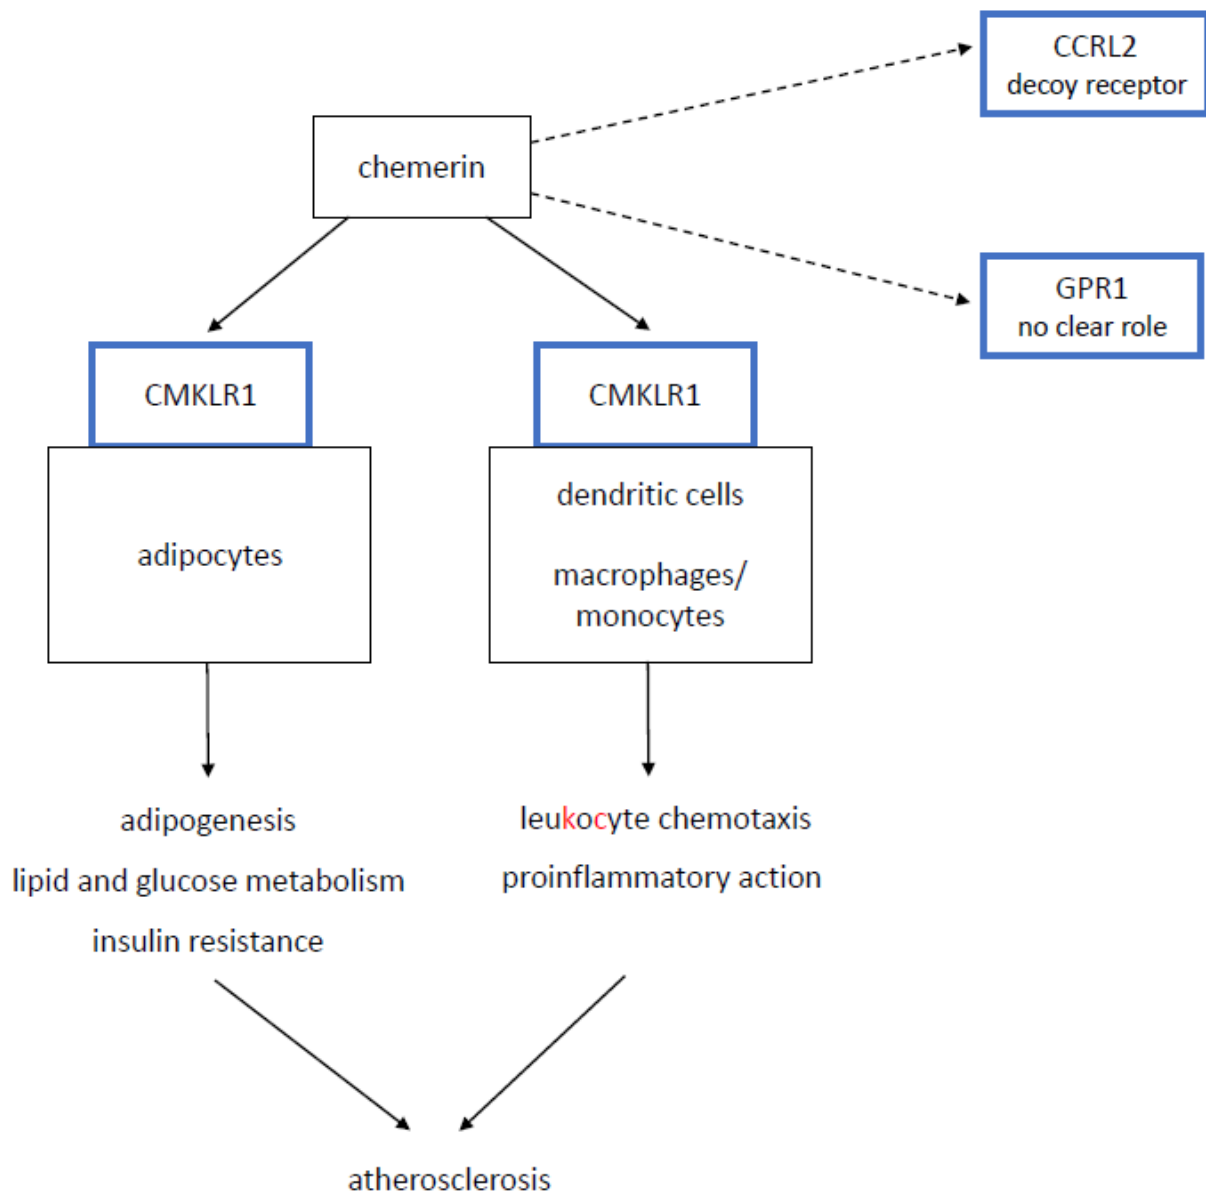 CCRL2
decoy receptor
chemerin
GPR1
no clear role
CMKLR1
CMKLR1
adipocytes
dendritic cells
macrophages/
monocytes
adipogenesis
lipid and glucose metabolism
insulin resistance
leukocyte chemotaxis
proinflammatory action
atherosclerosis